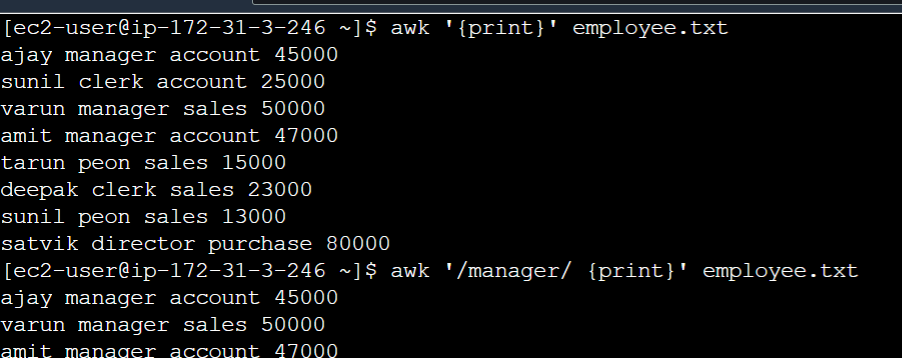 [ec2-user@ip-172-31-3-246 ~]$ awk '{print}' employee.txt
ajay manager account 45000
sunil clerk account 25000
varun manager sales 50000
amit manager account 47000
tarun peon sales 15000
deepak clerk sales 23000
sunil peon sales 13000
satvik director purchase 80000
[ec2-user@ip-172-31-3-246 ~]$ awk '/manager/ {print}' employee.txt
ajay manager account 45000
varun manager sales 50000
amit manager account 47000